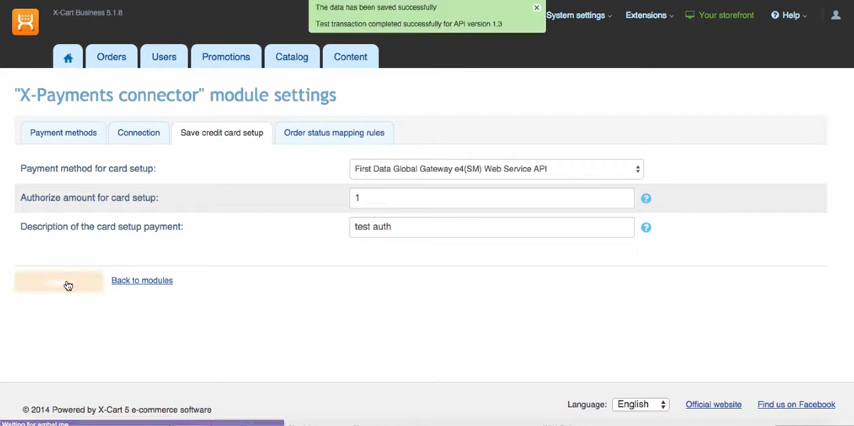 X-Cart Business 5.1.8
The data has been saved successfully
Test transaction completed successfully for API version 1.3
System settings
Extensions
Your storefront
Help
Orders
Users
Promotions
Catalog
Content
"X-Payments connector" module settings
Payment methods
Connection
Save credit card setup
Order status mapping rules
Payment method for card setup:
First Data Global Gateway e4(SM) Web Service API
Authorize amount for card setup:
1
Description of the card setup payment:
test auth
Back to modules
© 2014 Powered by X-Cart 5 e-commerce software
Language:
English
Official website
Find us on Facebook
Waiting for